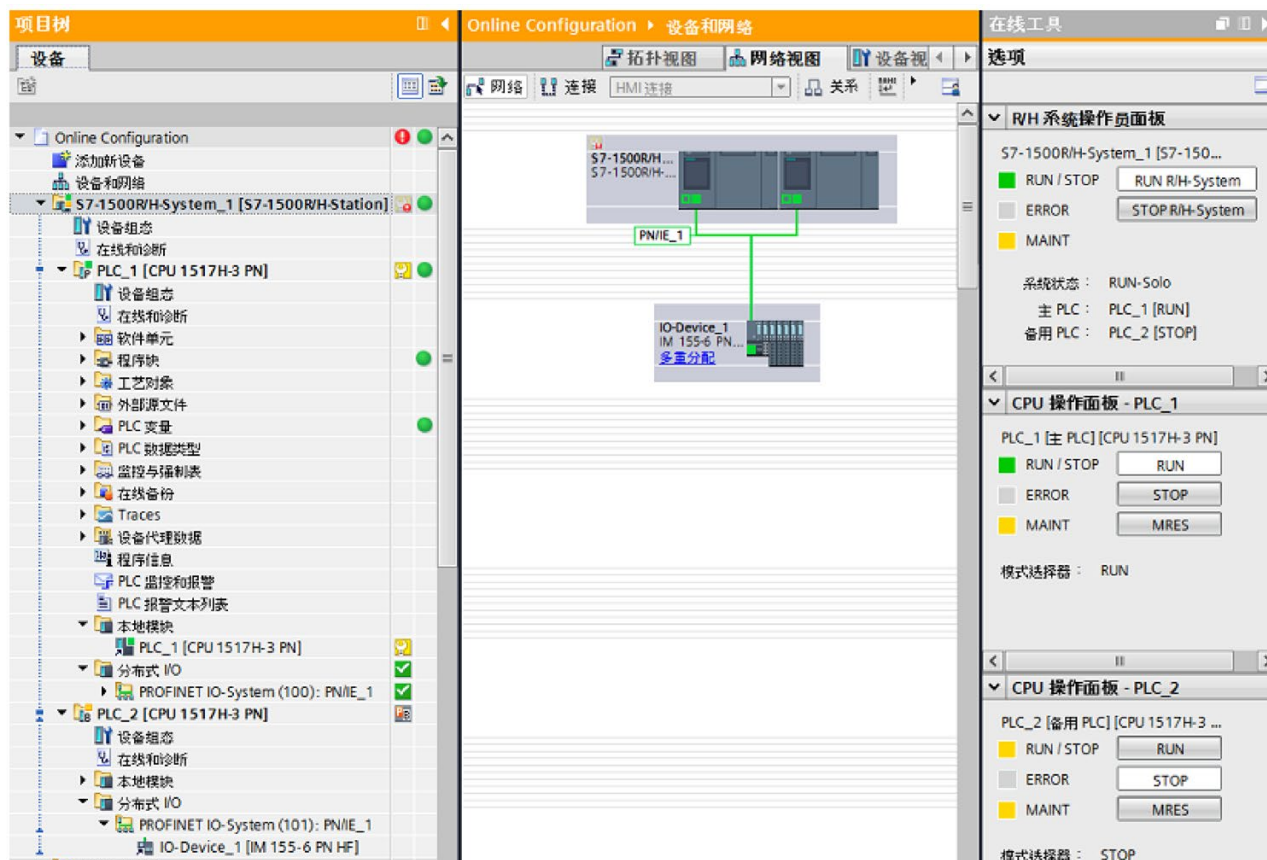 项目树
设备
Online Configuration
添加新设备
设备和网络
S7-1500R/H-System_1 [S7-1500R/H-Station]
设备组态
在线和诊断
PLC_1 [CPU 1517H-3 PN]
设备组态
在线和诊断
软件单元
程序块
工艺对象
外部源文件
PLC 变量
PLC 数据类型
监控与强制表
在线备份
Traces
设备代理数据
程序信息
PLC 监控和报警
PLC 报警文本列表
本地模块
PLC_1 [CPU 1517H-3 PN]
分布式 I/O
PROFINET IO-System (100): PN/IE_1
PLC_2 [CPU 1517H-3 PN]
设备组态
在线和诊断
本地模块
分布式 I/O
PROFINET IO-System (101): PN/IE_1
IO-Device_1 [IM 155-6 PN HF]
Online Configuration 设备和网络
拓扑视图 网络视图 设备视
网络 连接 HMI 连接 关系
S7-1500R/H...
S7-1500R/H-...
PN/IE_1
IO-Device_1
IM 155-6 PN...
多重分配
在线工具
选项
R/H 系统操作员面板
S7-1500R/H-System_1 [S7-150...
RUN / STOP RUN R/H-System
ERROR STOP R/H-System
MAINT
系统状态： RUN-Solo
主 PLC： PLC_1 [RUN]
备用 PLC： PLC_2 [STOP]
CPU 操作面板 - PLC_1
PLC_1 [主 PLC] [CPU 1517H-3 PN]
RUN / STOP RUN
ERROR STOP
MAINT MRES
模式选择器： RUN
CPU 操作面板 - PLC_2
PLC_2 [备用 PLC] [CPU 1517H-3 ...
RUN / STOP RUN
ERROR STOP
MAINT MRES
模式选择器： STOP